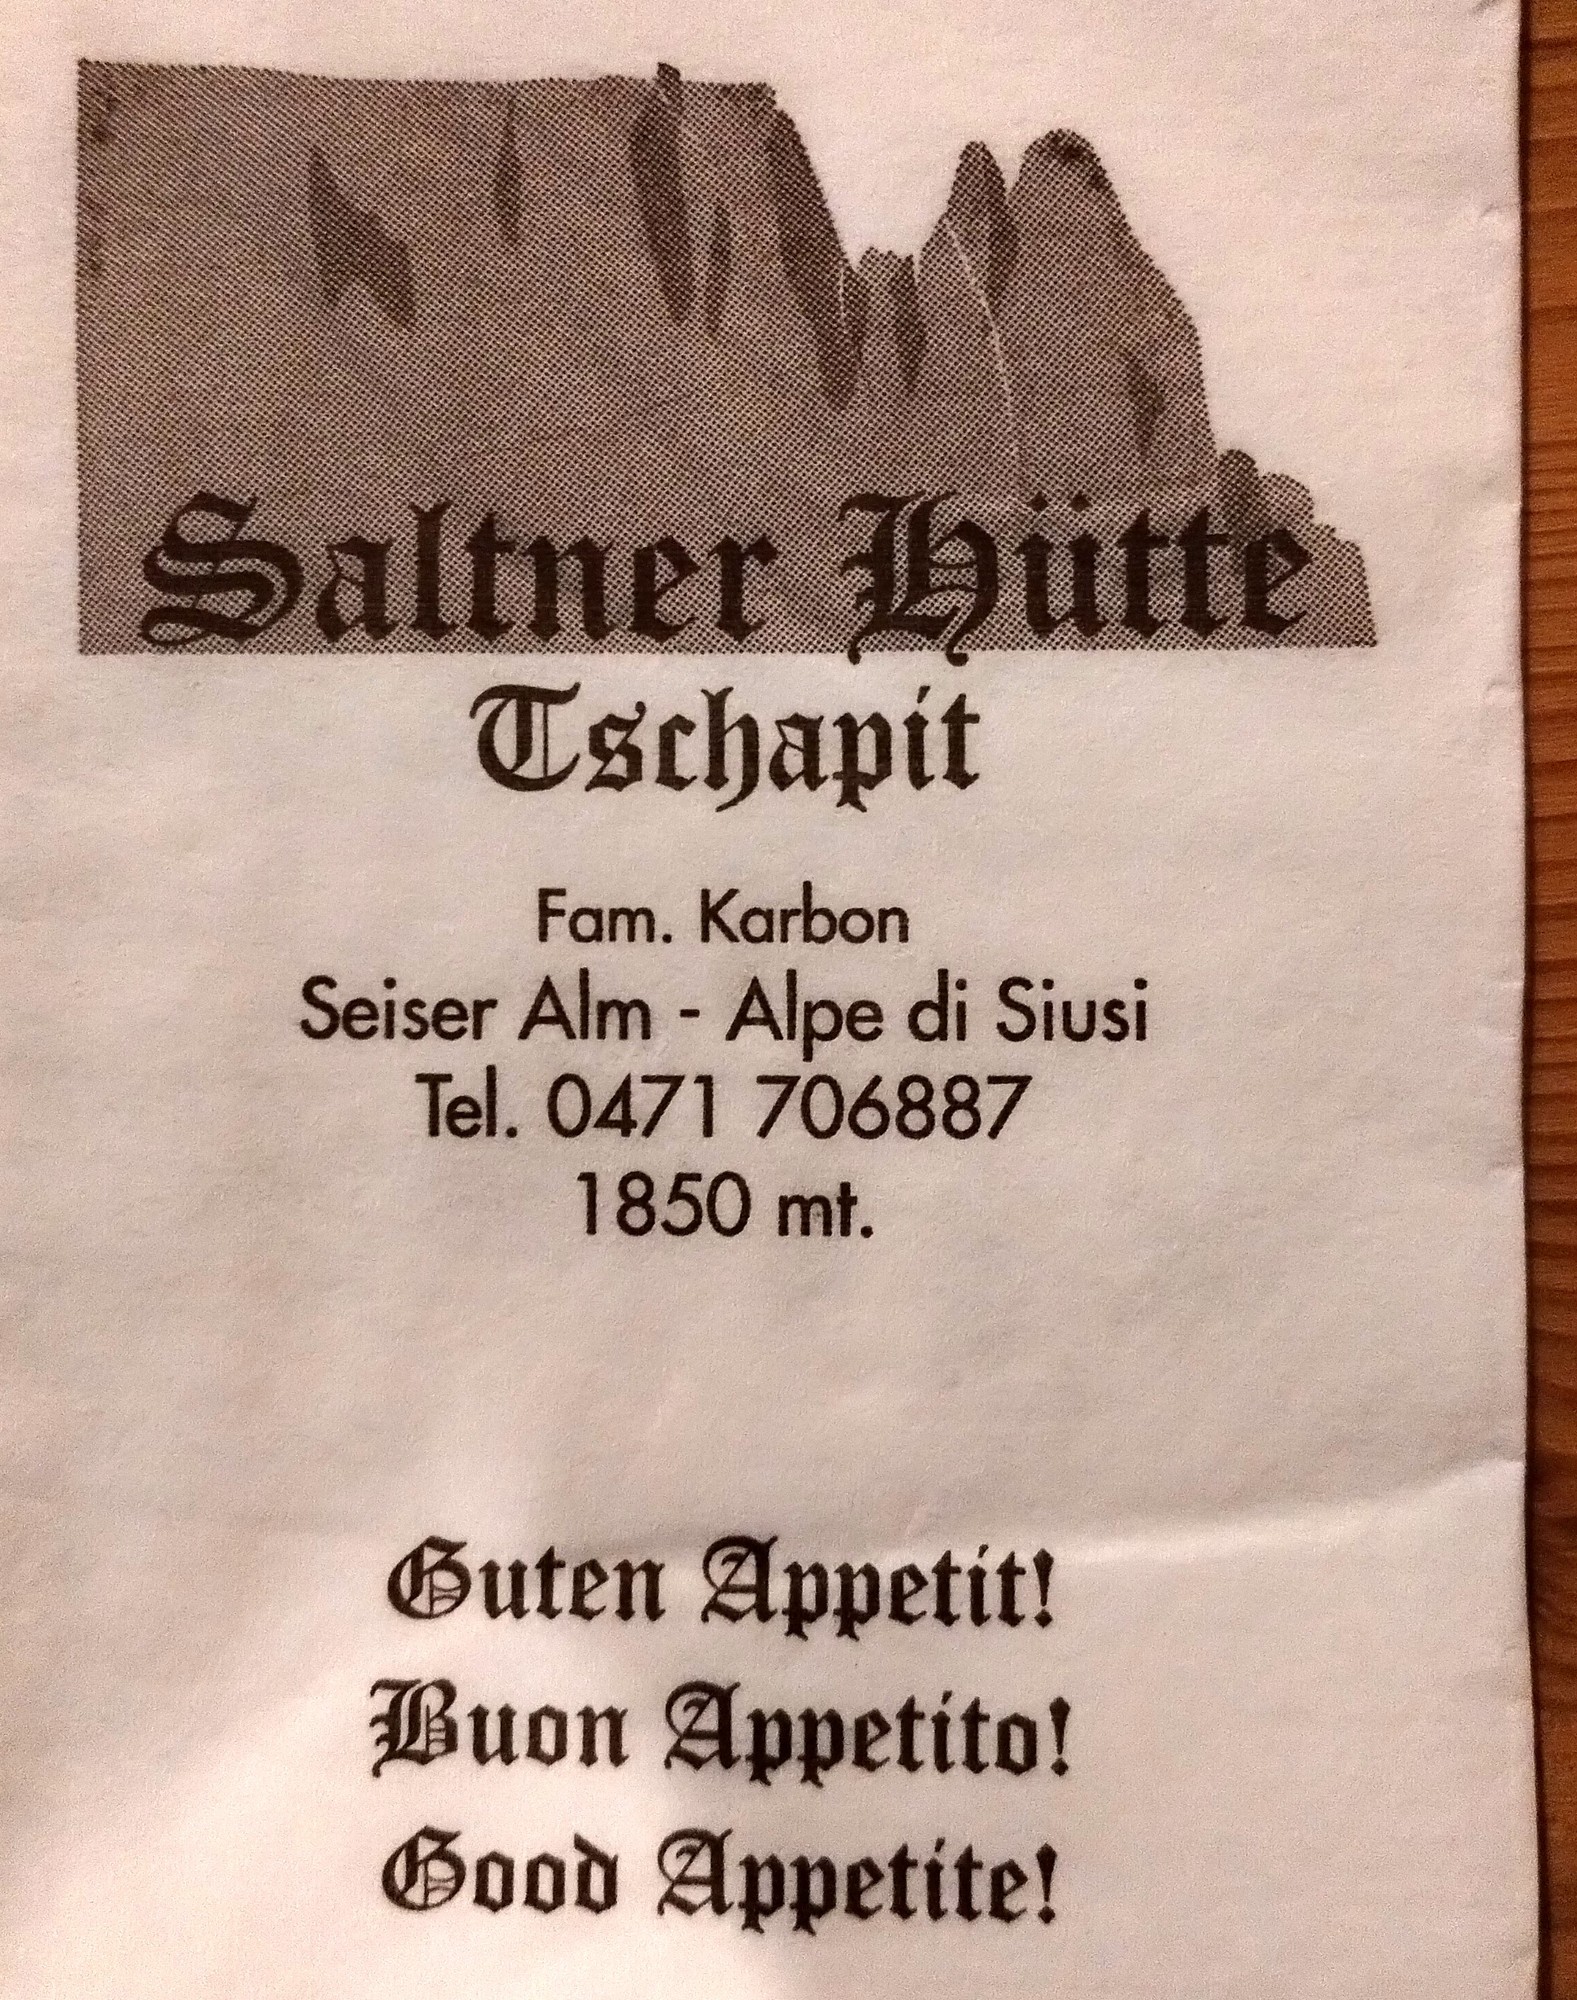 Saltner Hütte
Tschapit
Fam. Karbon
Seiser Alm - Alpe di Siusi
Tel. 0471 706887
1850 mt.
Guten Appetit!
Buon Appetito!
Good Appetite!